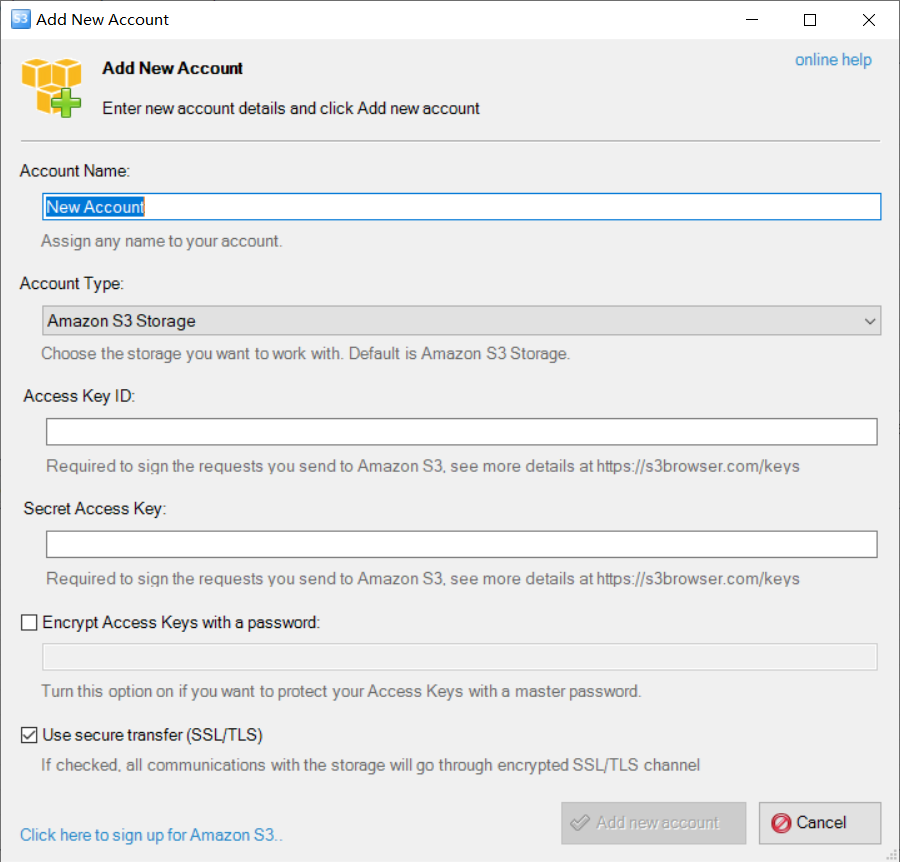 S3 Add New Account
Add New Account
online help
Enter new account details and click Add new account
Account Name:
New Account
Assign any name to your account.
Account Type:
Amazon S3 Storage
Choose the storage you want to work with. Default is Amazon S3 Storage.
Access Key ID:
Required to sign the requests you send to Amazon S3, see more details at https://s3browser.com/keys
Secret Access Key:
Required to sign the requests you send to Amazon S3, see more details at https://s3browser.com/keys
Encrypt Access Keys with a password:
Turn this option on if you want to protect your Access Keys with a master password.
Use secure transfer (SSL/TLS)
If checked, all communications with the storage will go through encrypted SSL/TLS channel
Click here to sign up for Amazon S3..
Add new account
Cancel